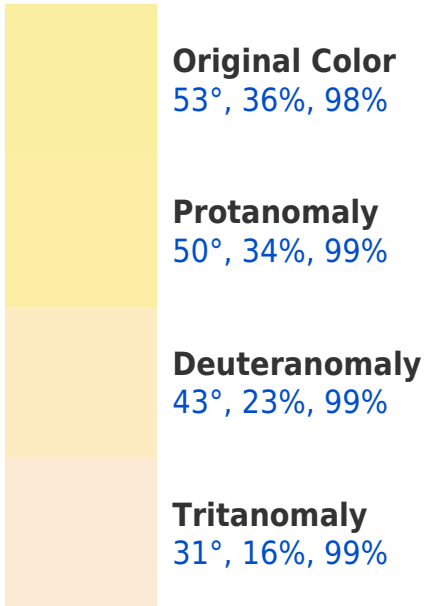 Original Color
53°, 36%, 98%
Protanomaly
50°, 34%, 99%
Deuteranomaly
43°, 23%, 99%
Tritanomaly
31°, 16%, 99%